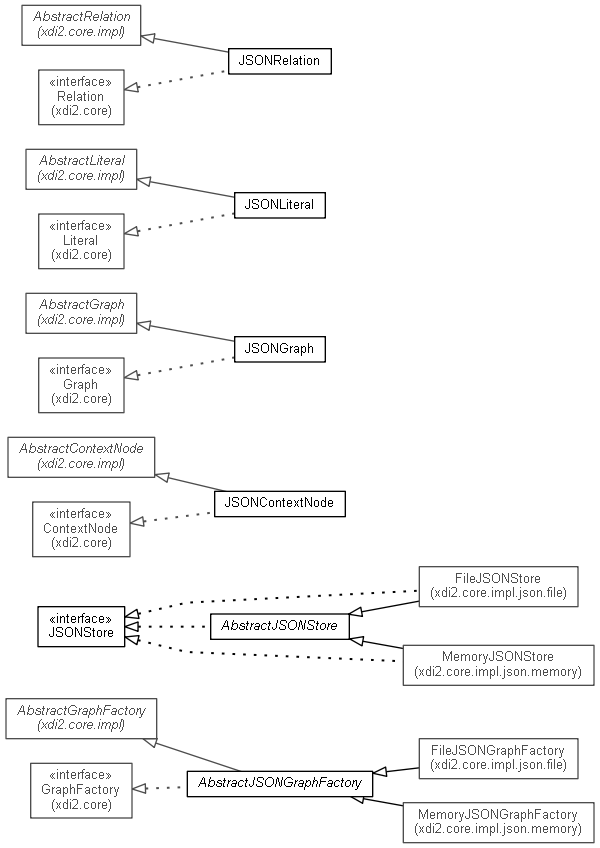 AbstractRelation
(xdi2.core.impl)
JSONRelation
«interface»
Relation
(xdi2.core)
AbstractLiteral
(xdi2.core.impl)
JSONLiteral
«interface»
Literal
(xdi2.core)
AbstractGraph
(xdi2.core.impl)
JSONGraph
«interface»
Graph
(xdi2.core)
AbstractContextNode
(xdi2.core.impl)
JSONContextNode
«interface»
ContextNode
(xdi2.core)
FileJSONStore
(xdi2.core.impl.json.file)
«interface»
JSONStore
AbstractJSONStore
MemoryJSONStore
(xdi2.core.impl.json.memory)
AbstractGraphFactory
(xdi2.core.impl)
FileJSONGraphFactory
(xdi2.core.impl.json.file)
«interface»
GraphFactory
(xdi2.core)
AbstractJSONGraphFactory
MemoryJSONGraphFactory
(xdi2.core.impl.json.memory)